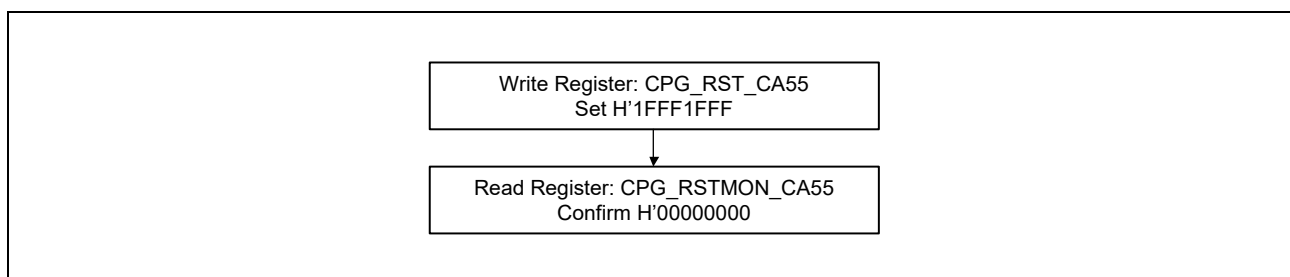 Write Register: CPG_RST_CA55
Set H’1FFF1FFF
Read Register: CPG_RSTMON_CA55
Confirm H’00000000